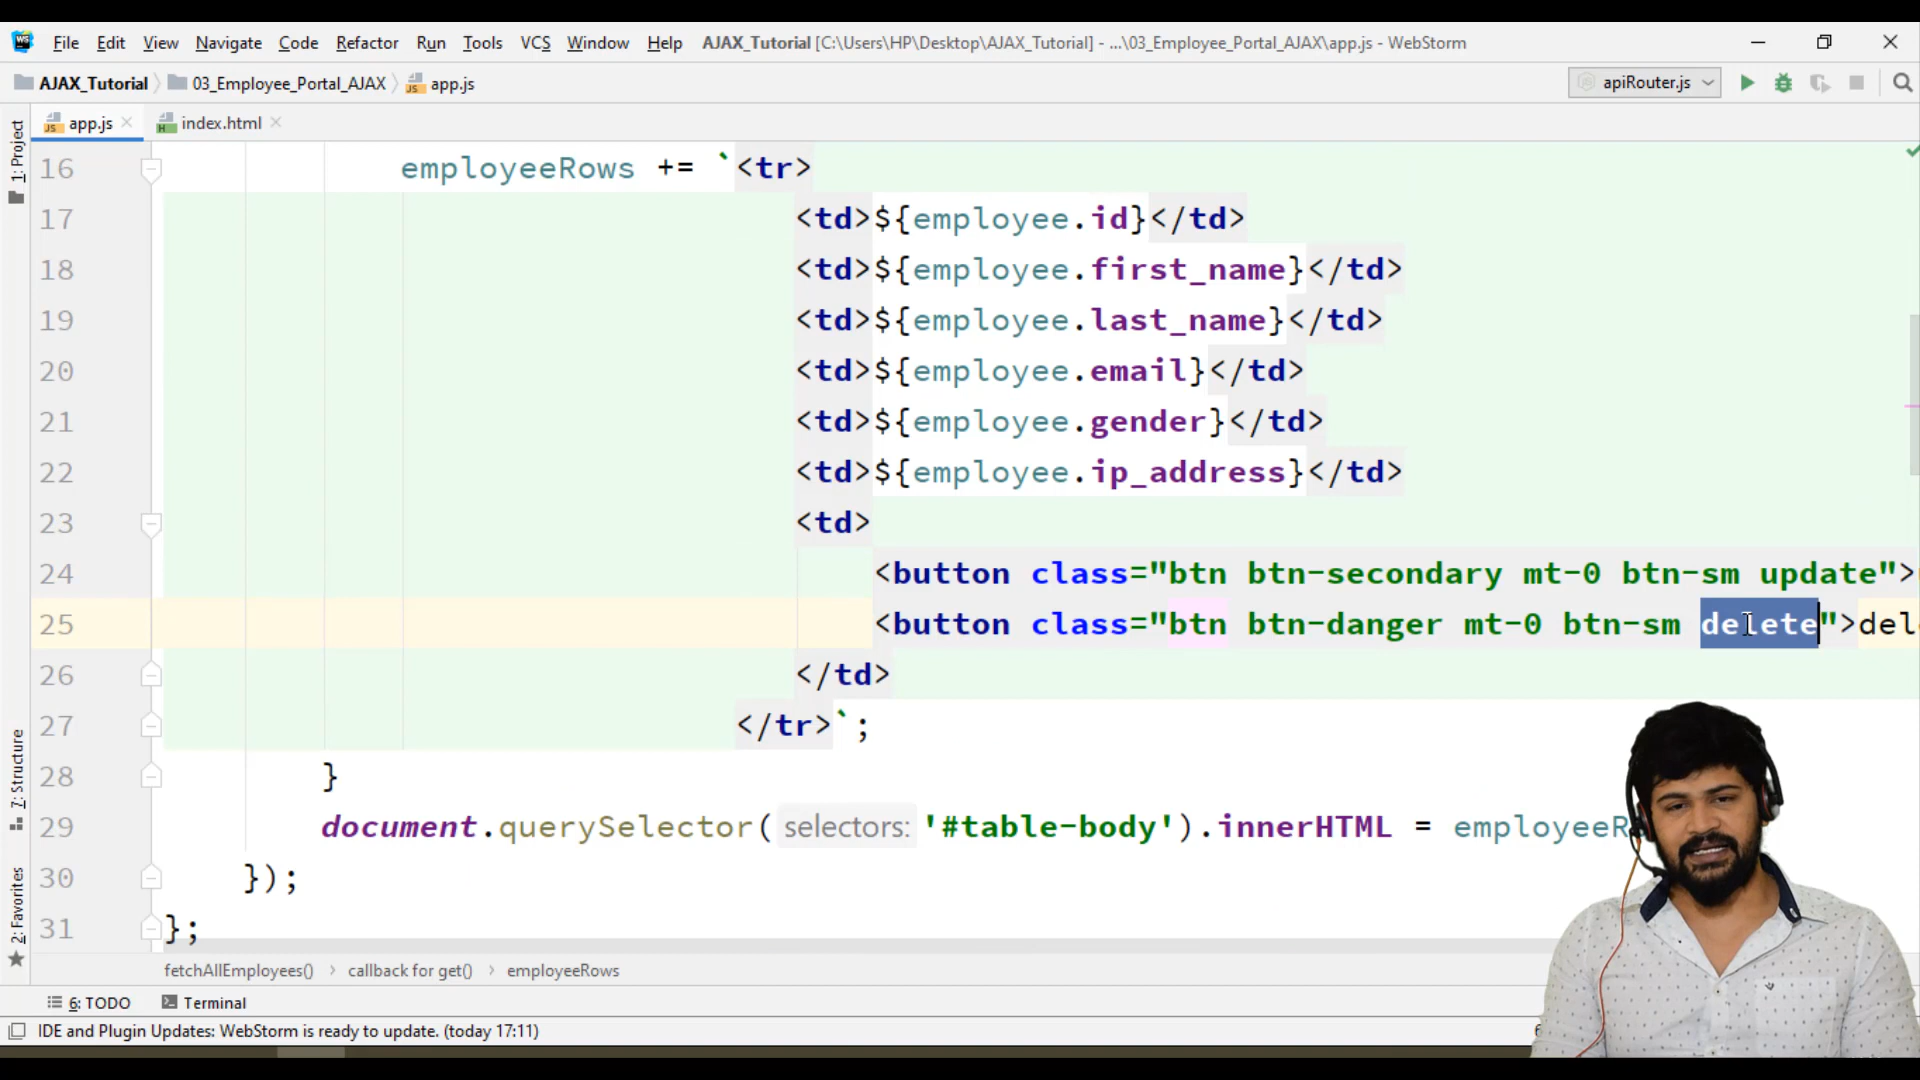 WS File Edit View Navigate Code Refactor Run Tools VCS Window Help AJAX_Tutorial [C:\Users\HP\Desktop\AJAX_Tutorial] - ...\03_Employee_Portal_AJAX\app.js - WebStorm
AJAX_Tutorial 03_Employee_Portal_AJAX app.js apiRouter.js
app.js index.html
1: Project
7: Structure
2: Favorites
16 employeeRows += `<tr>
17 <td>${employee.id}</td>
18 <td>${employee.first_name}</td>
19 <td>${employee.last_name}</td>
20 <td>${employee.email}</td>
21 <td>${employee.gender}</td>
22 <td>${employee.ip_address}</td>
23 <td>
24 <button class="btn btn-secondary mt-0 btn-sm update">
25 <button class="btn btn-danger mt-0 btn-sm delete">del
26 </td>
27 </tr>`;
28 }
29 document.querySelector( selectors: '#table-body').innerHTML = employeeR
30 });
31 };
fetchAllEmployees() callback for get() employeeRows
6: TODO Terminal
IDE and Plugin Updates: WebStorm is ready to update. (today 17:11)